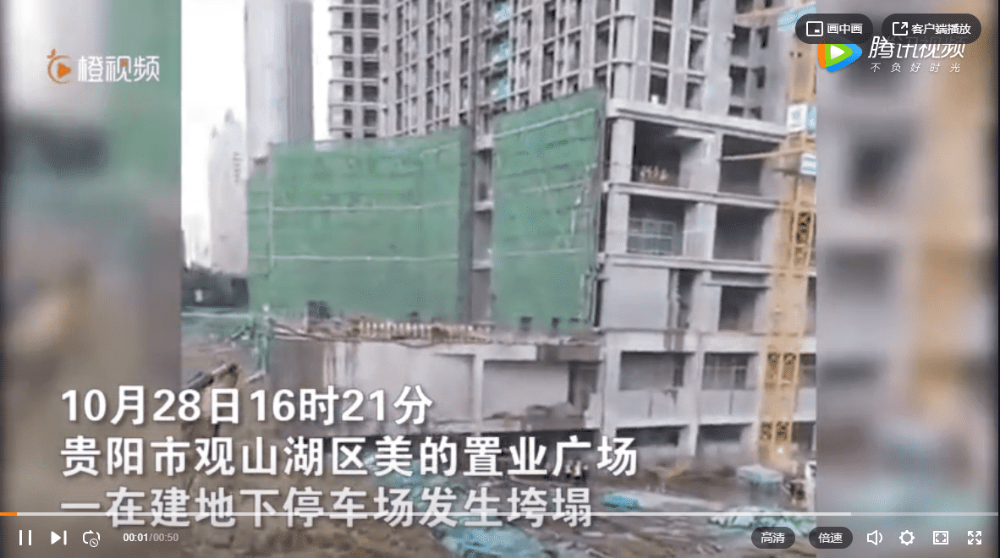 画中画
客户端播放
橙视频
腾讯视频
不负好时光
10月28日16时21分
贵阳市观山湖区美的置业广场
一在建地下停车场发生垮塌
00:01/00:50
高清
倍速